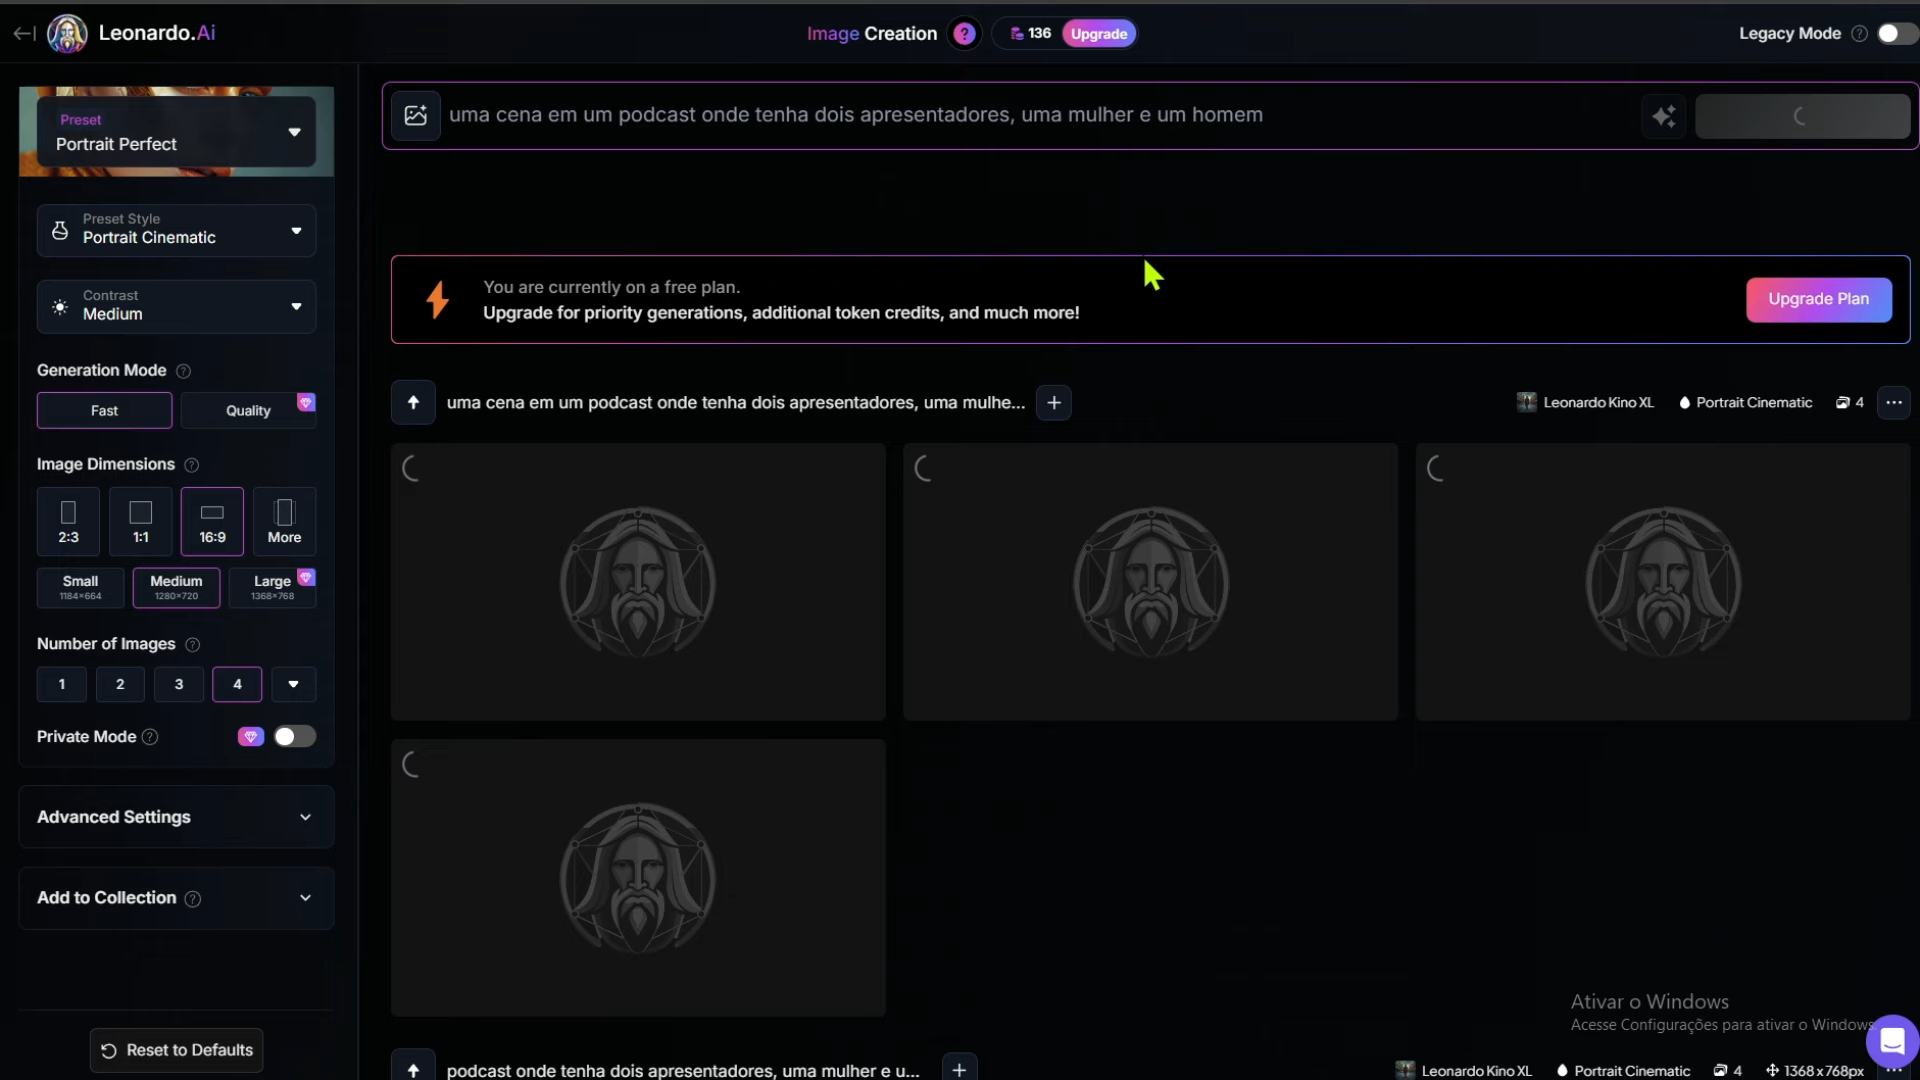 Leonardo.Ai
Image Creation ?
136
Upgrade
Legacy Mode ?
Preset
Portrait Perfect
uma cena em um podcast onde tenha dois apresentadores, uma mulher e um homem
Preset Style
Portrait Cinematic
Contrast
Medium
You are currently on a free plan.
Upgrade for priority generations, additional token credits, and much more!
Upgrade Plan
Generation Mode ?
Fast
Quality
uma cena em um podcast onde tenha dois apresentadores, uma mulhe...
Leonardo Kino XL
Portrait Cinematic
4
Image Dimensions ?
2:3
1:1
16:9
More
Small
1184×664
Medium
1280×720
Large
1368×768
Number of Images ?
1
2
3
4
Private Mode ?
Advanced Settings
Add to Collection ?
Reset to Defaults
Ativar o Windows
Acesse Configurações para ativar o Windows
podcast onde tenha dois apresentadores, uma mulher e u...
Leonardo Kino XL
Portrait Cinematic
4
1368 x 768px